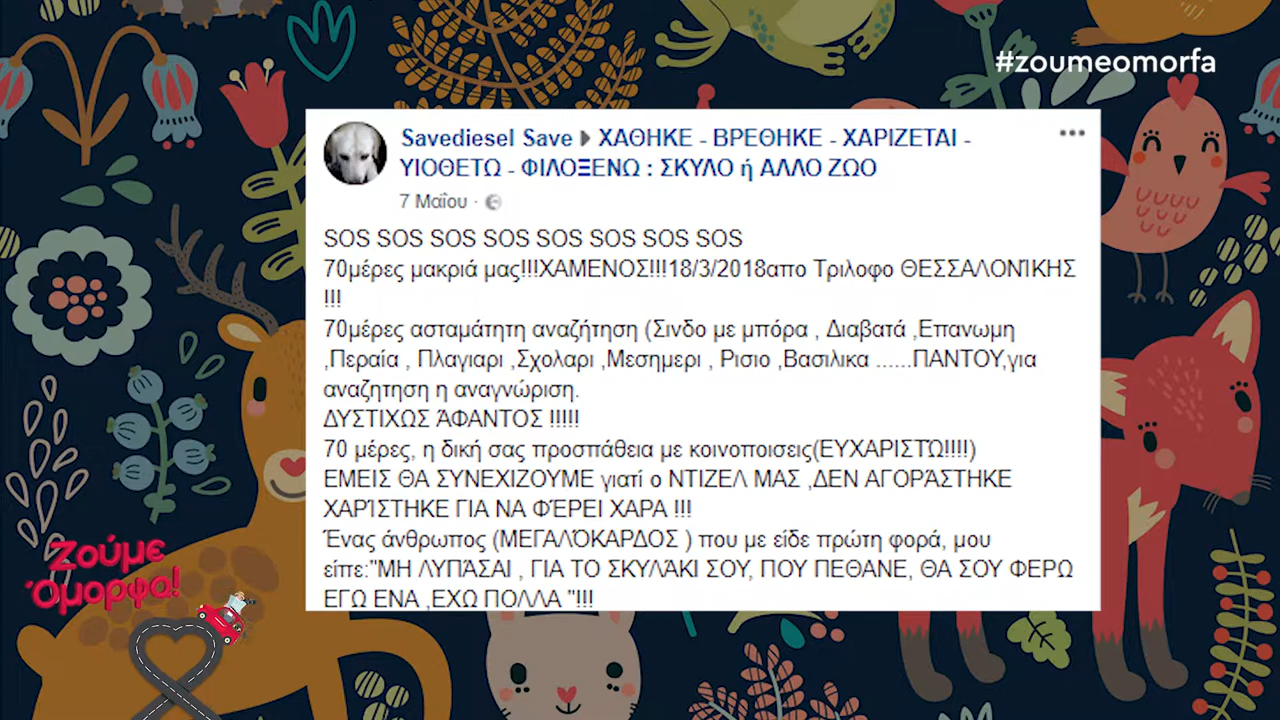 #zoumeomorfa
Savediesel Save ▸ ΧΑΘΗΚΕ - ΒΡΕΘΗΚΕ - ΧΑΡΙΖΕΤΑΙ -
ΥΙΟΘΕΤΩ - ΦΙΛΟΞΕΝΩ : ΣΚΥΛΟ ή ΑΛΛΟ ΖΩΟ
7 Μαΐου ·
SOS SOS SOS SOS SOS SOS SOS SOS
70μέρες μακριά μας!!!ΧΑΜΕΝΟΣ!!!18/3/2018απο Τριλοφο ΘΕΣΣΑΛΟΝΊΚΗΣ
!!!
70μέρες ασταμάτητη αναζήτηση (Σινδο με μπόρα , Διαβατά ,Επανωμη
,Περαία , Πλαγιαρι ,Σχολαρι ,Μεσημερι , Ρισιο ,Βασιλικα ......ΠΑΝΤΟΥ,για
αναζητηση η αναγνώριση.
ΔΥΣΤΙΧΩΣ ΆΦΑΝΤΟΣ !!!!!
70 μέρες, η δική σας προσπάθεια με κοινοποισεις(ΕΥΧΑΡΙΣΤΏ!!!!)
ΕΜΕΙΣ ΘΑ ΣΥΝΕΧΙΖΟΥΜΕ γιατί ο ΝΤΙΖΕΛ ΜΑΣ ,ΔΕΝ ΑΓΟΡΆΣΤΗΚΕ
ΧΑΡΊΣΤΗΚΕ ΓΙΑ ΝΑ ΦΈΡΕΙ ΧΑΡΑ !!!
Ένας άνθρωπος (ΜΕΓΑΛΌΚΑΡΔΟΣ ) που με είδε πρώτη φορά, μου
είπε:"ΜΗ ΛΥΠΆΣΑΙ , ΓΙΑ ΤΟ ΣΚΥΛΆΚΙ ΣΟΥ, ΠΟΥ ΠΕΘΑΝΕ, ΘΑ ΣΟΥ ΦΕΡΩ
ΕΓΩ ΕΝΑ ,ΕΧΩ ΠΟΛΛΑ "!!!
Ζούμε
Όμορφα!